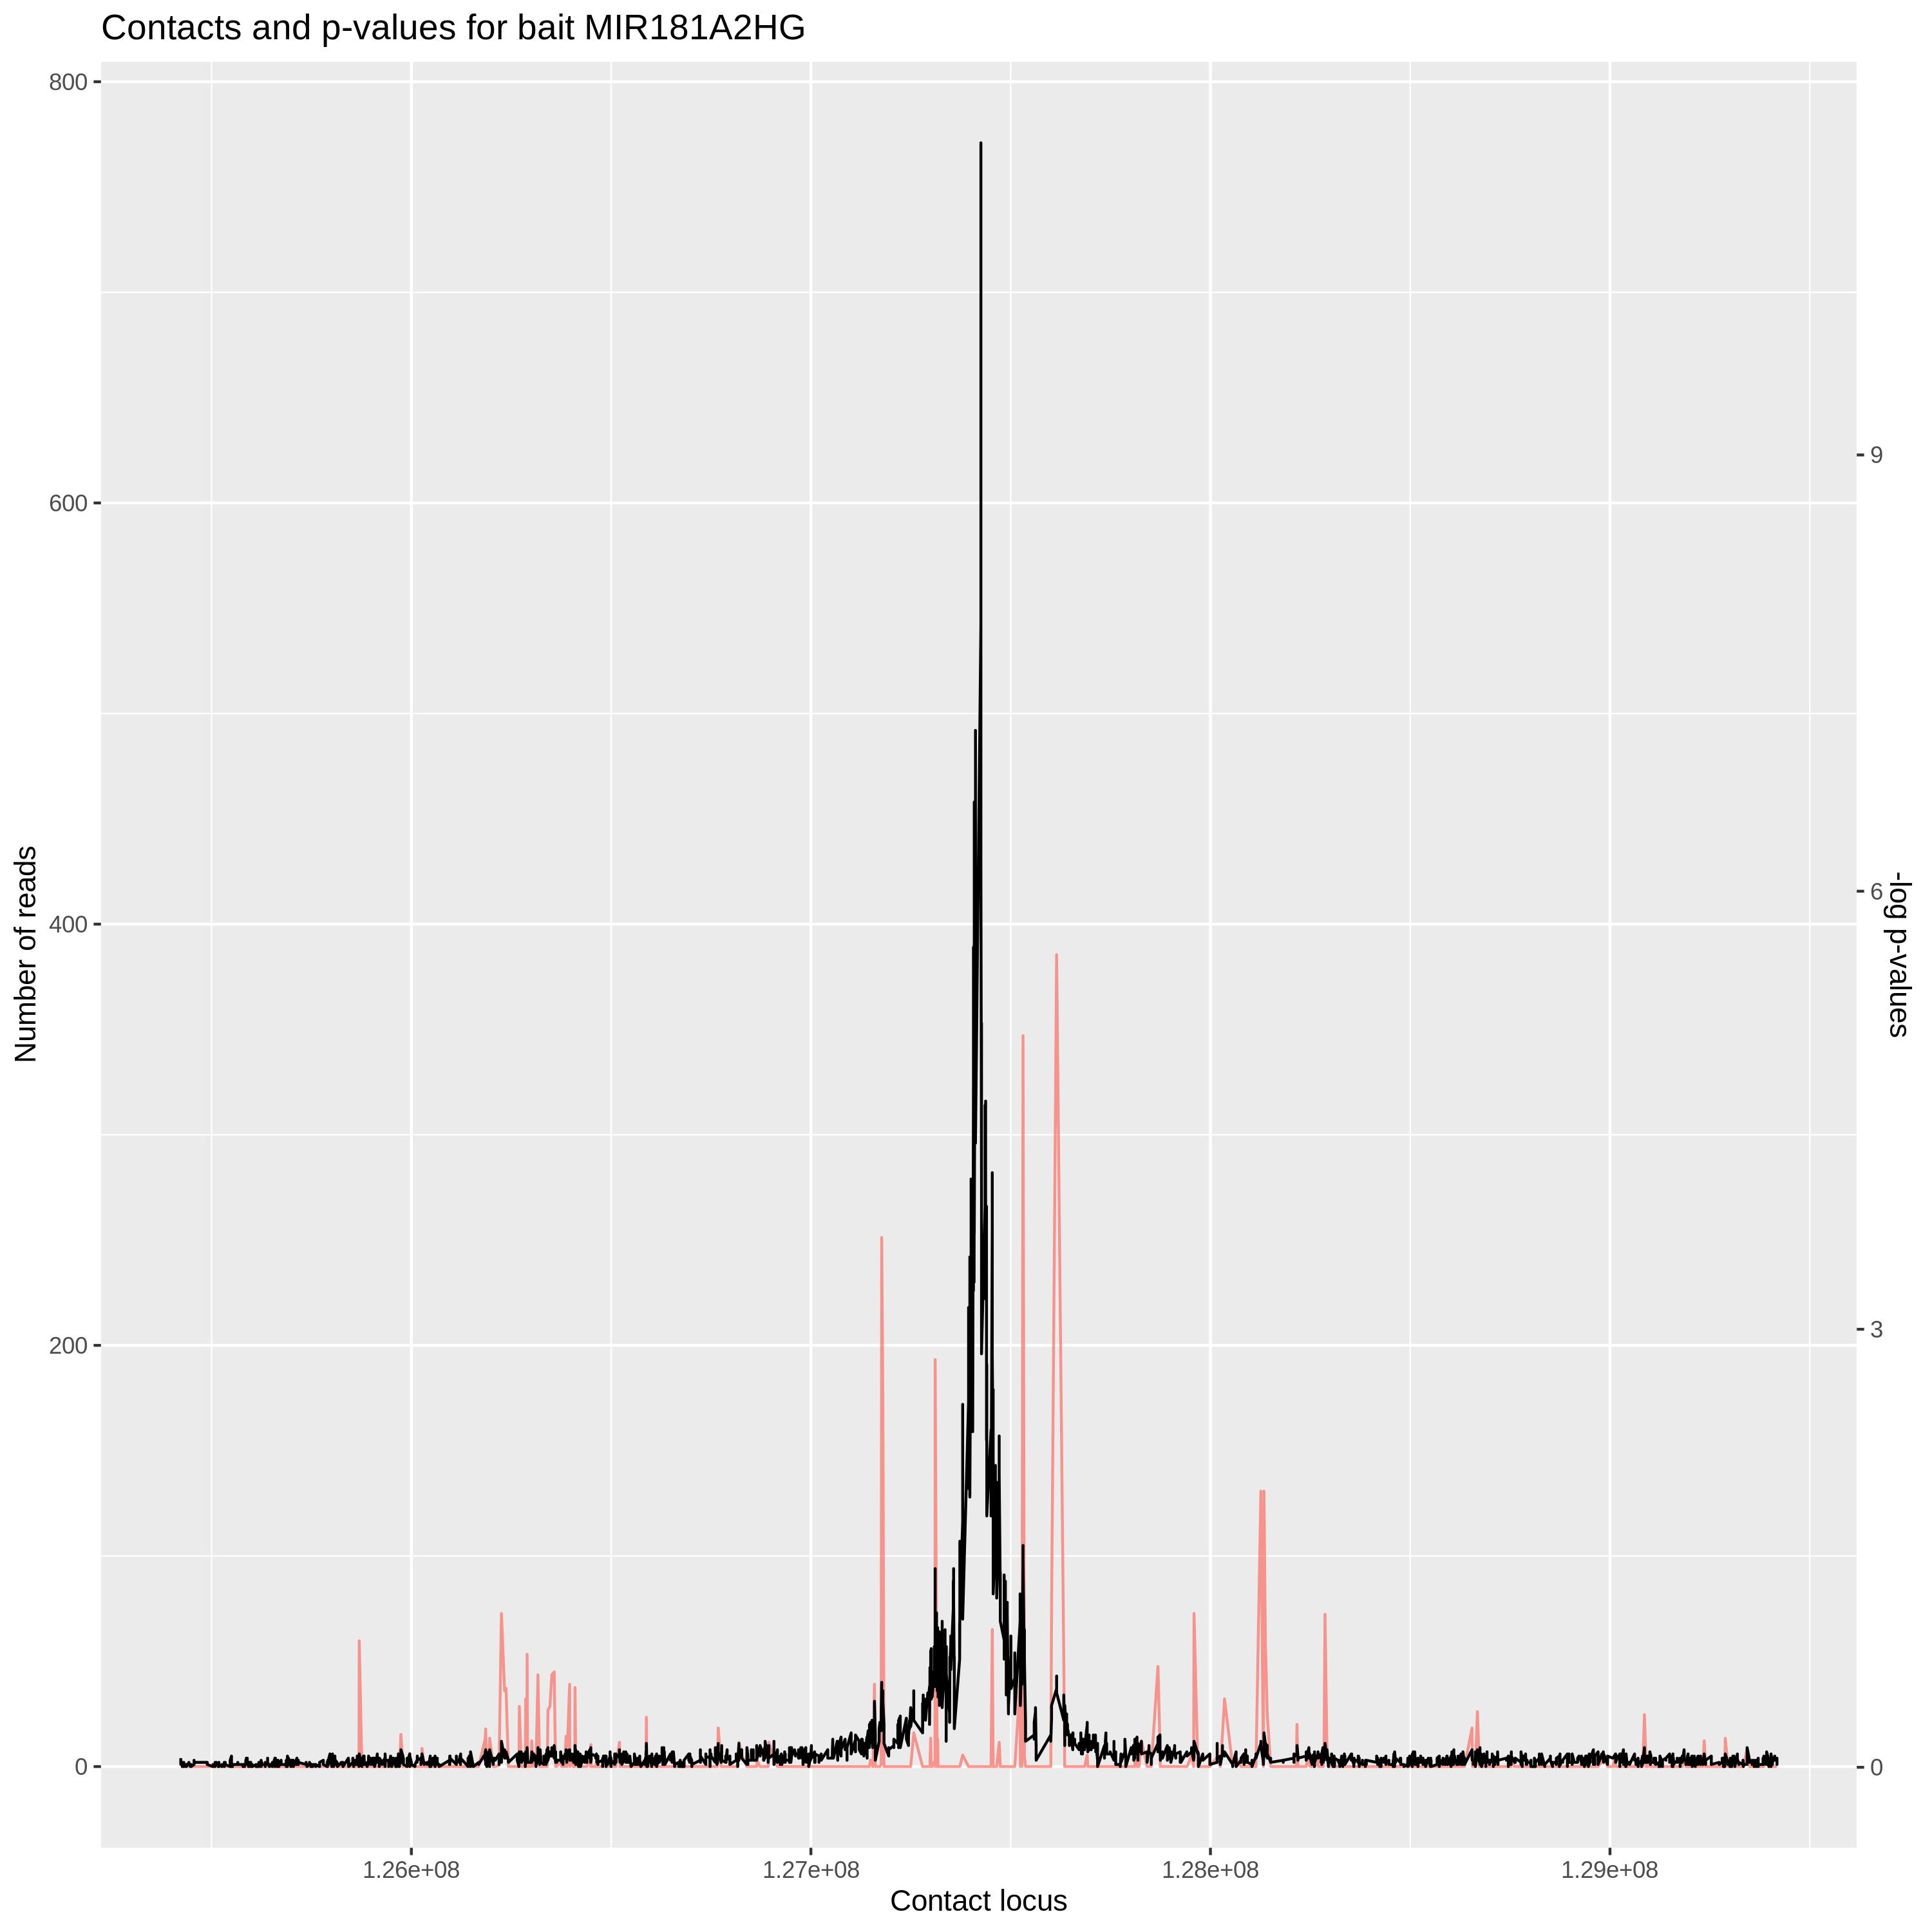 Contacts and p-values for bait MIR181A2HG
800
600
400
200
0
Number of reads
9
6
3
0
-log p-values
1.26e+08
1.27e+08
1.28e+08
1.29e+08
Contact locus